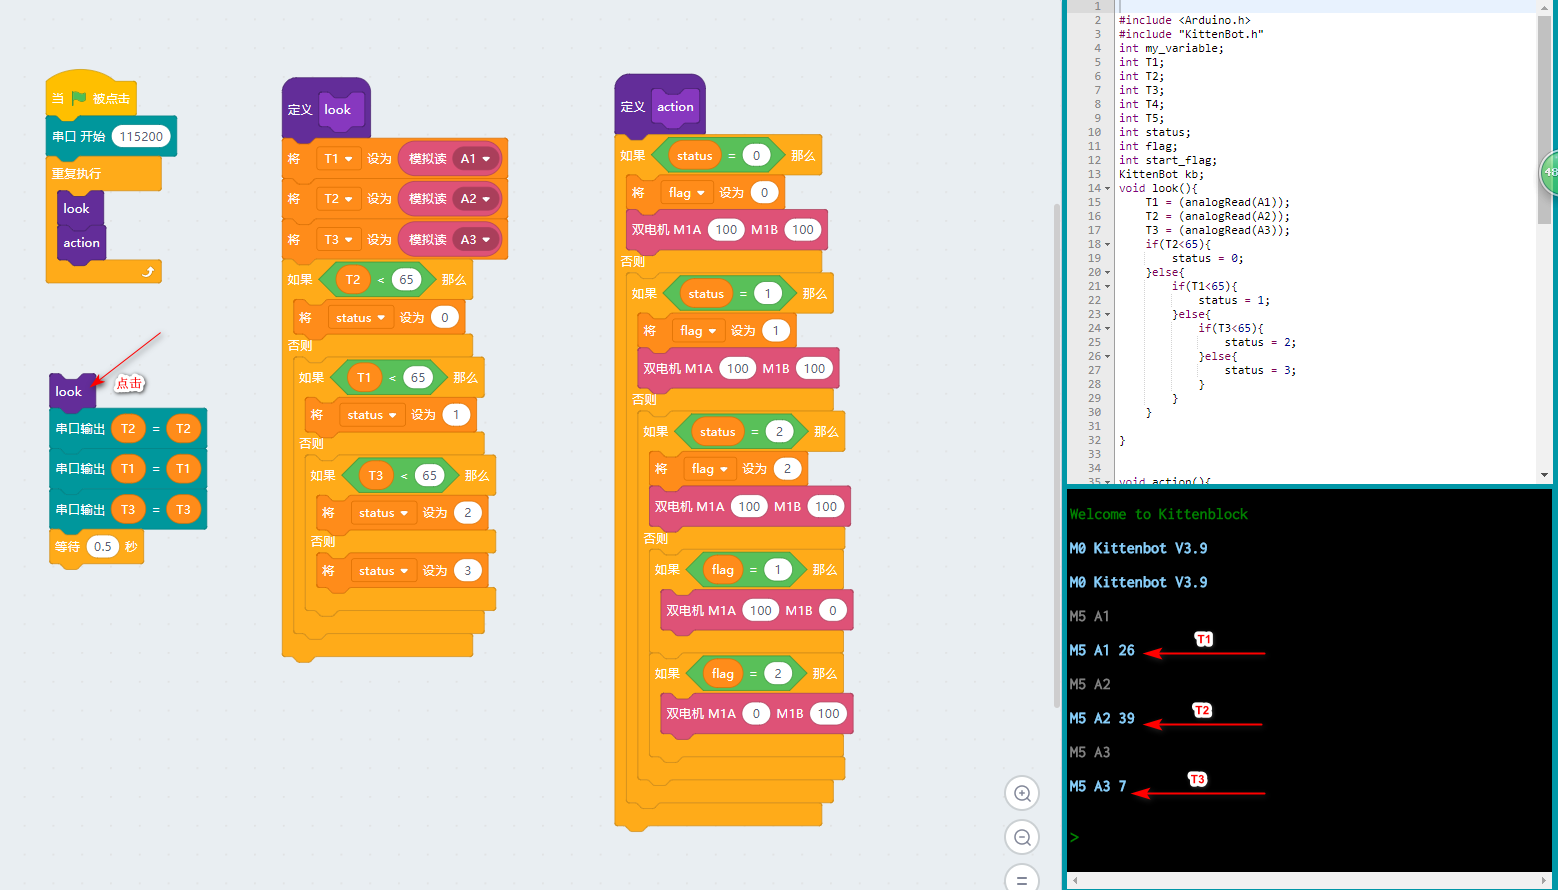 当 被点击
串口 开始 115200
重复执行
look
action
点击
look
串口输出 T2 = T2
串口输出 T1 = T1
串口输出 T3 = T3
等待 0.5 秒
定义 look
将 T1 设为 模拟读 A1
将 T2 设为 模拟读 A2
将 T3 设为 模拟读 A3
如果 T2 < 65 那么
将 status 设为 0
否则
如果 T1 < 65 那么
将 status 设为 1
否则
如果 T3 < 65 那么
将 status 设为 2
否则
将 status 设为 3
定义 action
如果 status = 0 那么
将 flag 设为 0
双电机 M1A 100 M1B 100
否则
如果 status = 1 那么
将 flag 设为 1
双电机 M1A 100 M1B 100
否则
如果 status = 2 那么
将 flag 设为 2
双电机 M1A 100 M1B 100
否则
如果 flag = 1 那么
双电机 M1A 100 M1B 0
如果 flag = 2 那么
双电机 M1A 0 M1B 100
1
2 #include <Arduino.h>
3 #include "KittenBot.h"
4 int my_variable;
5 int T1;
6 int T2;
7 int T3;
8 int T4;
9 int T5;
10 int status;
11 int flag;
12 int start_flag;
13 KittenBot kb;
14 void look(){
15 T1 = (analogRead(A1));
16 T2 = (analogRead(A2));
17 T3 = (analogRead(A3));
18 if(T2<65){
19 status = 0;
20 }else{
21 if(T1<65){
22 status = 1;
23 }else{
24 if(T3<65){
25 status = 2;
26 }else{
27 status = 3;
28 }
29 }
30 }
31
32 }
33
34
35 void action(){
48
Welcome to Kittenblock
M0 Kittenbot V3.9
M0 Kittenbot V3.9
M5 A1
M5 A1 26 T1
M5 A2
M5 A2 39 T2
M5 A3
M5 A3 7 T3
>